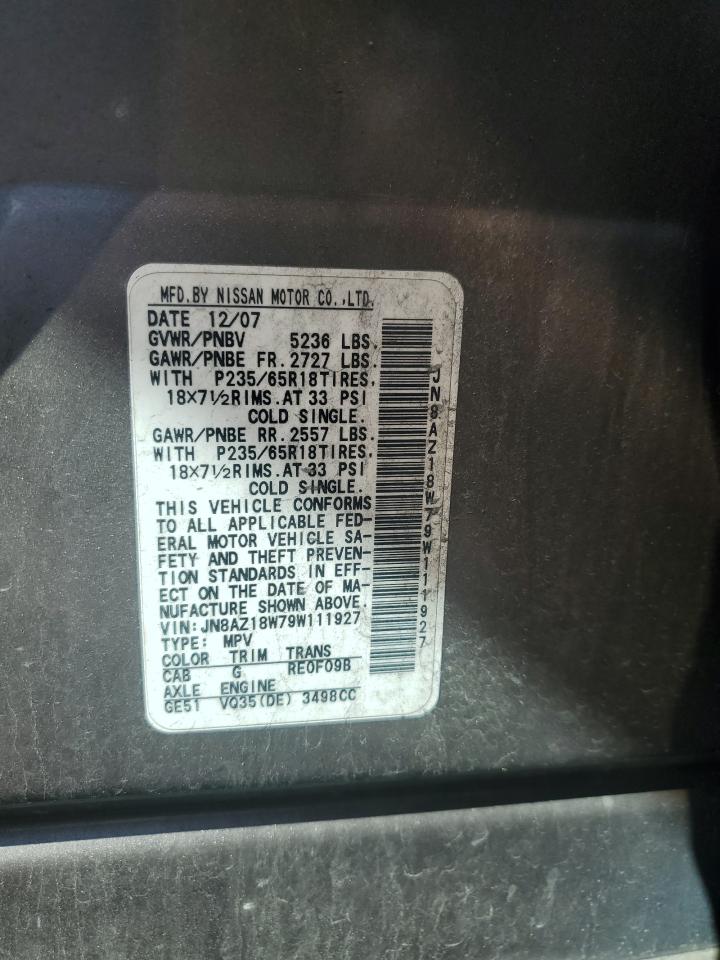 MFD.BY NISSAN MOTOR CO.,LTD.
DATE 12/07
GVWR/PNBV 5236 LBS.
GAWR/PNBE FR.2727 LBS.
WITH P235/65R18TIRES.
18×7½RIMS.AT 33 PSI
COLD SINGLE.
GAWR/PNBE RR.2557 LBS.
WITH P235/65R18TIRES.
18×7½RIMS.AT 33 PSI
COLD SINGLE.
THIS VEHICLE CONFORMS
TO ALL APPLICABLE FED-
ERAL MOTOR VEHICLE SA-
FETY AND THEFT PREVEN-
TION STANDARDS IN EFF-
ECT ON THE DATE OF MA-
NUFACTURE SHOWN ABOVE.
VIN:JN8AZ18W79W111927
TYPE: MPV
COLOR TRIM TRANS
CAB G RE0F09B
AXLE ENGINE
GE51 VQ35(DE) 3498CC
JN8AZ18W79W111927